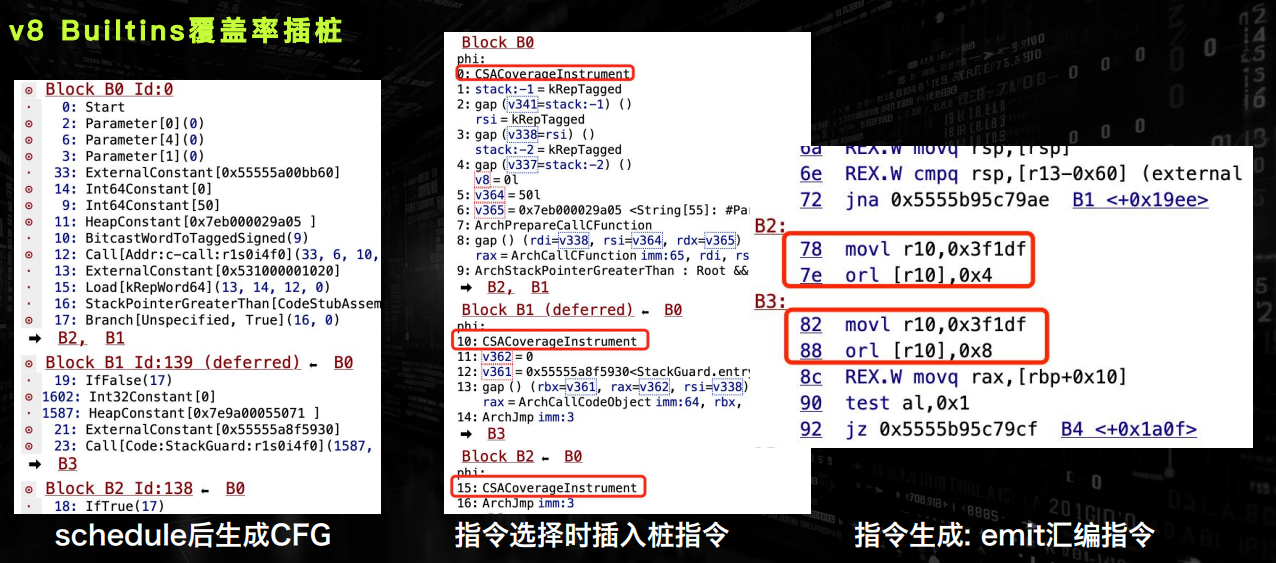 v8 Builtins覆盖率插桩
Block B0 Id:0
0: Start
2: Parameter[0](0)
6: Parameter[4](0)
3: Parameter[1](0)
33: ExternalConstant[0x55555a00bb60]
14: Int64Constant[0]
9: Int64Constant[50]
11: HeapConstant[0x7eb000029a05 ]
10: BitcastWordToTaggedSigned(9)
12: Call[Addr:c-call:r1s0i4f0](33, 6, 10,
13: ExternalConstant[0x531000001020]
15: Load[kRepWord64](13, 14, 12, 0)
16: StackPointerGreaterThan[CodeStubAssem
17: Branch[Unspecified, True](16, 0)
➡ B2, B1
Block B1 Id:139 (deferred) ← B0
19: IfFalse(17)
1602: Int32Constant[0]
1587: HeapConstant[0x7e9a00055071 ]
21: ExternalConstant[0x55555a8f5930]
23: Call[Code:StackGuard:r1s0i4f0](1587,
➡ B3
Block B2 Id:138 ← B0
18: IfTrue(17)
schedule后生成CFG
Block B0
phi:
0: CSACoverageInstrument
1: stack:-1 = kRepTagged
2: gap (v341=stack:-1) ()
rsi = kRepTagged
3: gap (v338=rsi) ()
stack:-2 = kRepTagged
4: gap (v337=stack:-2) ()
v8 = 0l
5: v364 = 50l
6: v365 = 0x7eb000029a05 <String[55]: #Pa
7: ArchPrepareCallCFunction
8: gap () (rdi=v338, rsi=v364, rdx=v365)
rax = ArchCallCFunction imm:65, rdi, rs
9: ArchStackPointerGreaterThan : Root &&
➡ B2, B1
Block B1 (deferred) ← B0
phi:
10: CSACoverageInstrument
11: v362 = 0
12: v361 = 0x55555a8f5930<StackGuard.entry
13: gap () (rbx=v361, rax=v362, rsi=v338)
rax = ArchCallCodeObject imm:64, rbx,
14: ArchJmp imm:3
➡ B3
Block B2 ← B0
phi:
15: CSACoverageInstrument
16: ArchJmp imm:3
指令选择时插入桩指令
6a REX.W movq rsp,[rsp]
6e REX.W cmpq rsp,[r13-0x60] (external
72 jna 0x5555b95c79ae B1 <+0x19ee>
B2:
78 movl r10,0x3f1df
7e orl [r10],0x4
B3:
82 movl r10,0x3f1df
88 orl [r10],0x8
8c REX.W movq rax,[rbp+0x10]
90 test al,0x1
92 jz 0x5555b95c79cf B4 <+0x1a0f>
指令生成: emit汇编指令